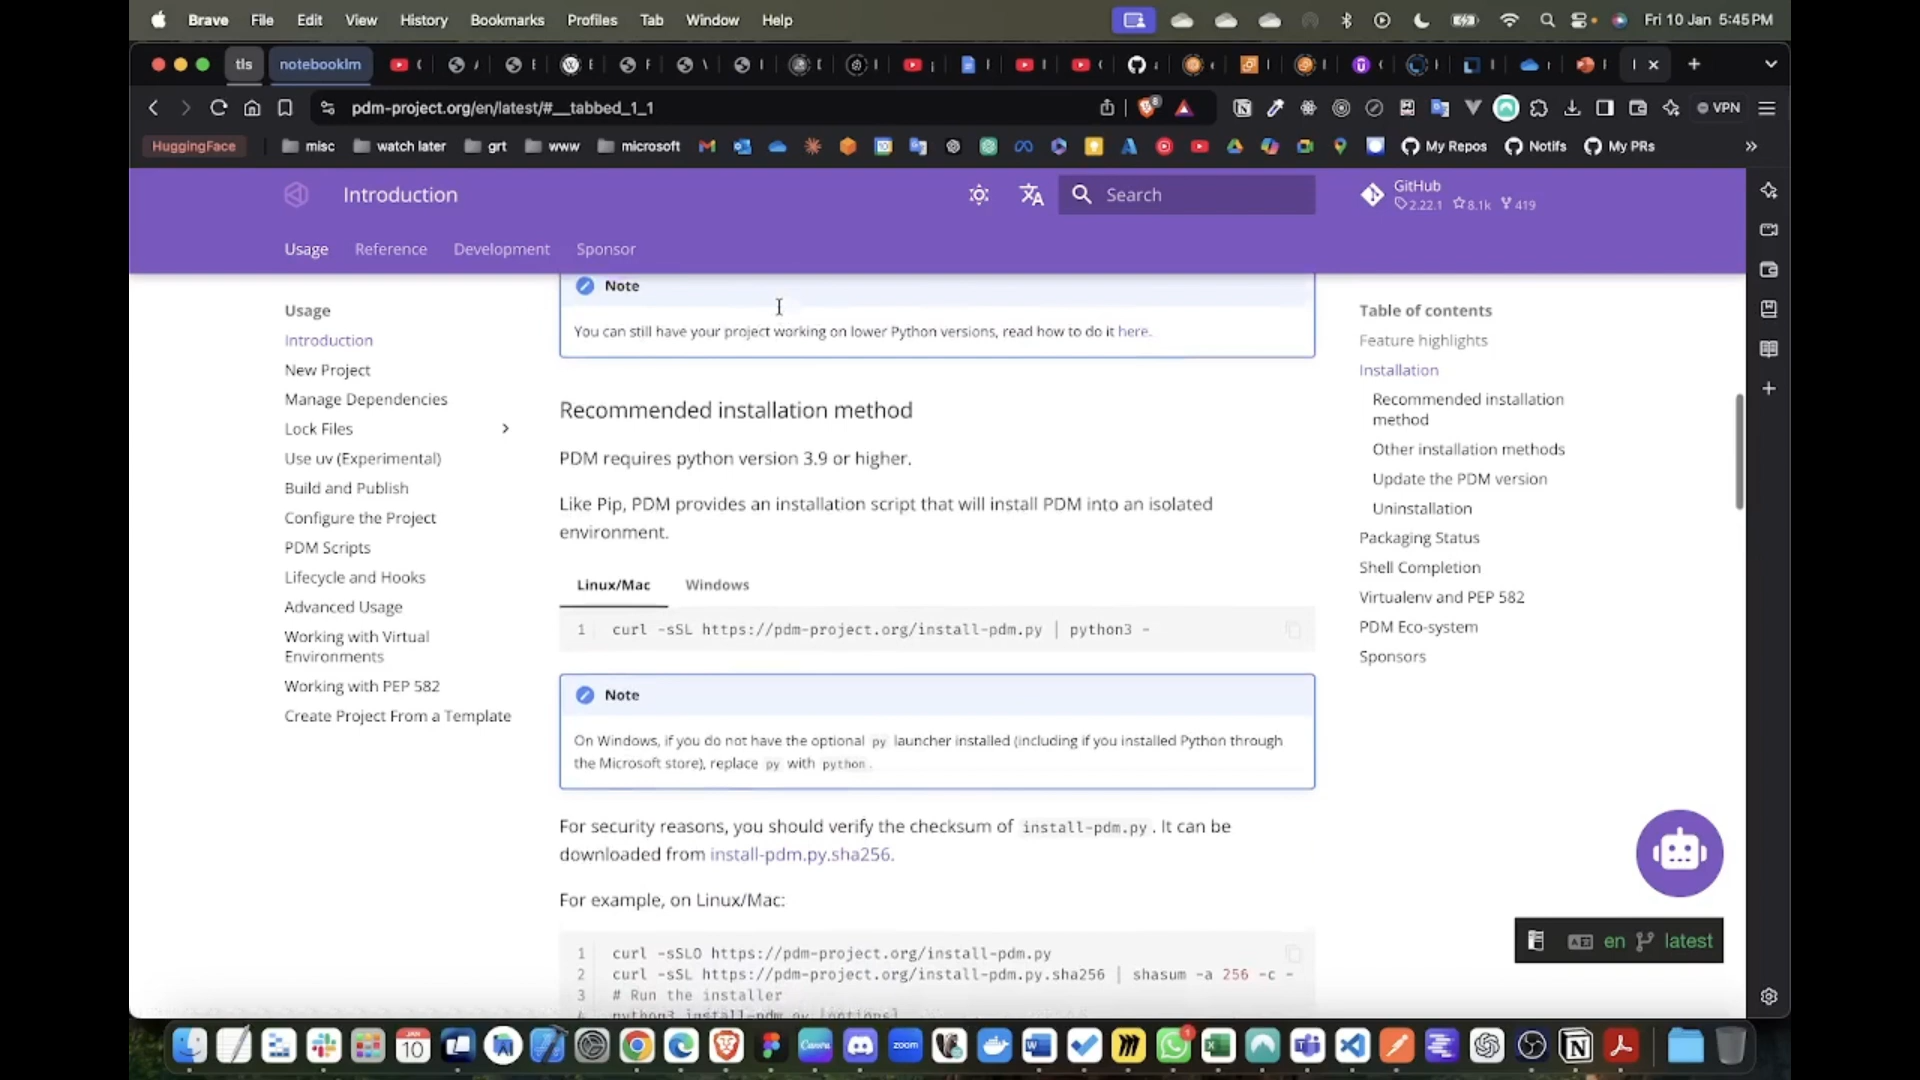 Brave File Edit View History Bookmarks Profiles Tab Window Help Fri 10 Jan 5:45 PM
tls notebooklm
pdm-project.org/en/latest/#__tabbed_1_1 VPN
HuggingFace misc watch later grt www microsoft My Repos Notifs My PRs
Introduction Search GitHub
2.22.1 8.1k 419
Usage Reference Development Sponsor
Usage
Introduction
New Project
Manage Dependencies
Lock Files
Use uv (Experimental)
Build and Publish
Configure the Project
PDM Scripts
Lifecycle and Hooks
Advanced Usage
Working with Virtual
Environments
Working with PEP 582
Create Project From a Template
Note
You can still have your project working on lower Python versions, read how to do it here.
Recommended installation method
PDM requires python version 3.9 or higher.
Like Pip, PDM provides an installation script that will install PDM into an isolated
environment.
Linux/Mac Windows
1 curl -sSL https://pdm-project.org/install-pdm.py | python3 -
Note
On Windows, if you do not have the optional py launcher installed (including if you installed Python through
the Microsoft store), replace py with python.
For security reasons, you should verify the checksum of install-pdm.py. It can be
downloaded from install-pdm.py.sha256.
For example, on Linux/Mac:
1 curl -sSLO https://pdm-project.org/install-pdm.py
2 curl -sSL https://pdm-project.org/install-pdm.py.sha256 | shasum -a 256 -c -
3 # Run the installer
4 python3 install-pdm.py [options]
Table of contents
Feature highlights
Installation
Recommended installation
method
Other installation methods
Update the PDM version
Uninstallation
Packaging Status
Shell Completion
Virtualenv and PEP 582
PDM Eco-system
Sponsors
en latest
JAN
10
Canva
zoom